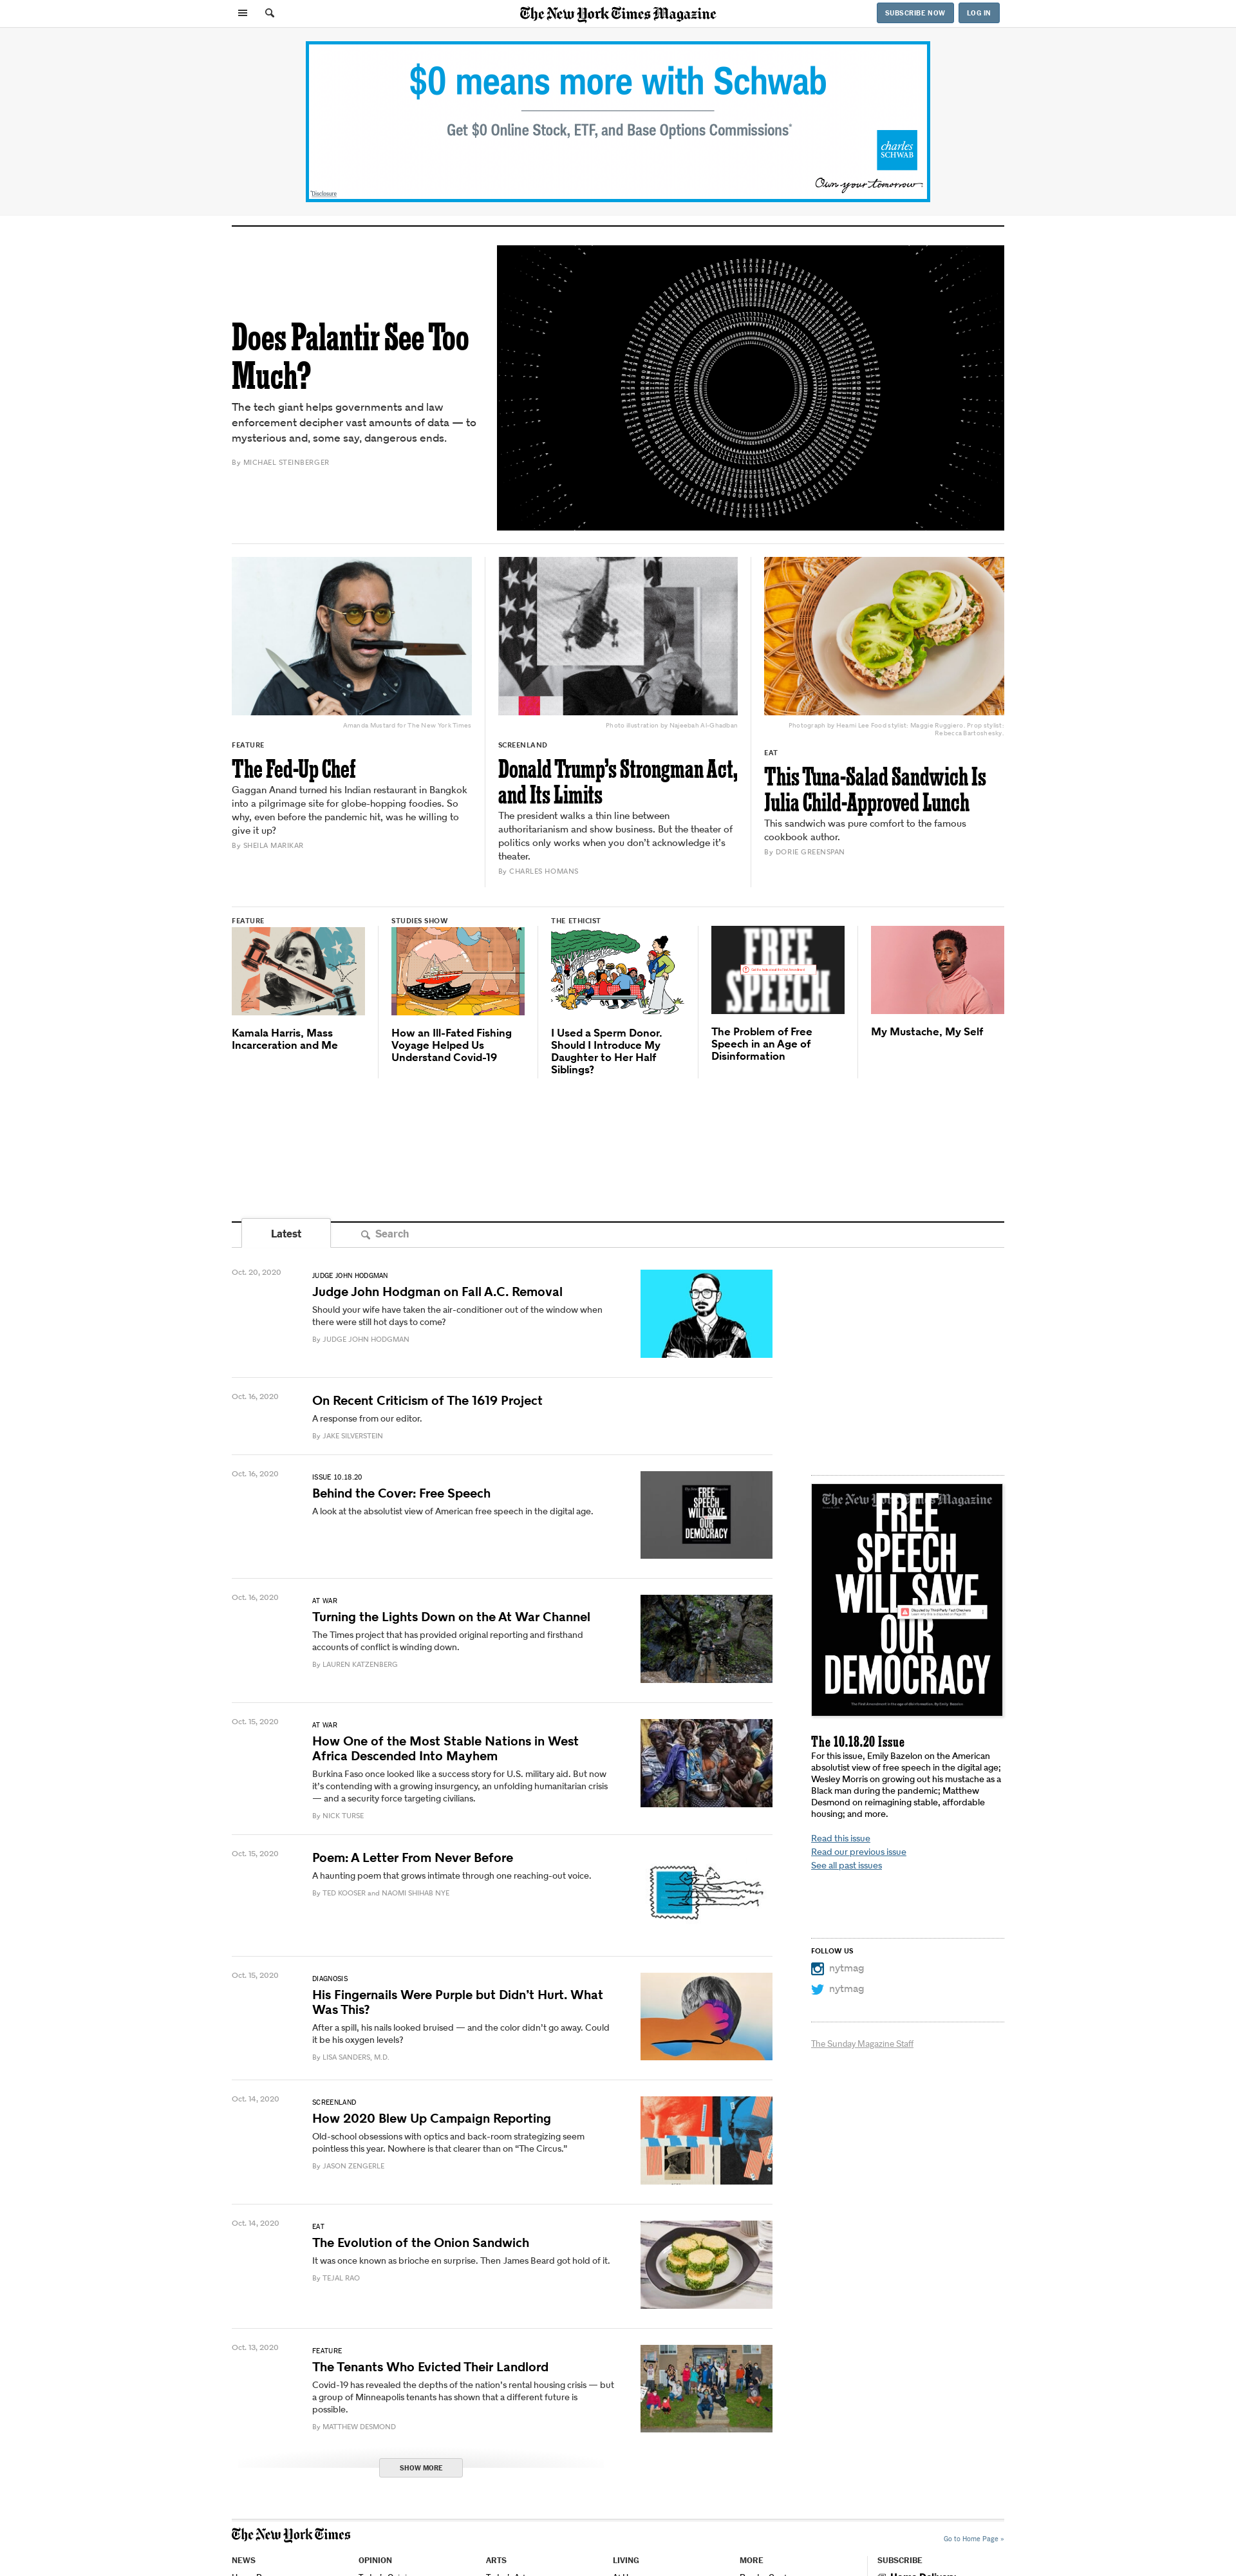 The New York Times Magazine
SUBSCRIBE NOW
LOG IN
$0 means more with Schwab
Get $0 Online Stock, ETF, and Base Options Commissions*
charles
SCHWAB
Own your tomorrow
Disclosure
Does Palantir See Too
Much?
The tech giant helps governments and law
enforcement decipher vast amounts of data — to
mysterious and, some say, dangerous ends.
By MICHAEL STEINBERGER
Amanda Mustard for The New York Times
FEATURE
The Fed-Up Chef
Gaggan Anand turned his Indian restaurant in Bangkok
into a pilgrimage site for globe-hopping foodies. So
why, even before the pandemic hit, was he willing to
give it up?
By SHEILA MARIKAR
Photo illustration by Najeebah Al-Ghadban
SCREENLAND
Donald Trump’s Strongman Act,
and Its Limits
The president walks a thin line between
authoritarianism and show business. But the theater of
politics only works when you don’t acknowledge it’s
theater.
By CHARLES HOMANS
Photograph by Heami Lee Food stylist: Maggie Ruggiero. Prop stylist:
Rebecca Bartoshesky.
EAT
This Tuna-Salad Sandwich Is
Julia Child-Approved Lunch
This sandwich was pure comfort to the famous
cookbook author.
By DORIE GREENSPAN
FEATURE
Kamala Harris, Mass
Incarceration and Me
STUDIES SHOW
How an Ill-Fated Fishing
Voyage Helped Us
Understand Covid-19
THE ETHICIST
I Used a Sperm Donor.
Should I Introduce My
Daughter to Her Half
Siblings?
FREE
SPEECH
The Problem of Free
Speech in an Age of
Disinformation
My Mustache, My Self
Latest
Search
Oct. 20, 2020
JUDGE JOHN HODGMAN
Judge John Hodgman on Fall A.C. Removal
Should your wife have taken the air-conditioner out of the window when
there were still hot days to come?
By JUDGE JOHN HODGMAN
Oct. 16, 2020
On Recent Criticism of The 1619 Project
A response from our editor.
By JAKE SILVERSTEIN
Oct. 16, 2020
ISSUE 10.18.20
Behind the Cover: Free Speech
A look at the absolutist view of American free speech in the digital age.
FREE
SPEECH
WILL SAVE
OUR
DEMOCRACY
Oct. 16, 2020
AT WAR
Turning the Lights Down on the At War Channel
The Times project that has provided original reporting and firsthand
accounts of conflict is winding down.
By LAUREN KATZENBERG
Oct. 15, 2020
AT WAR
How One of the Most Stable Nations in West
Africa Descended Into Mayhem
Burkina Faso once looked like a success story for U.S. military aid. But now
it’s contending with a growing insurgency, an unfolding humanitarian crisis
— and a security force targeting civilians.
By NICK TURSE
Oct. 15, 2020
Poem: A Letter From Never Before
A haunting poem that grows intimate through one reaching-out voice.
By TED KOOSER and NAOMI SHIHAB NYE
Oct. 15, 2020
DIAGNOSIS
His Fingernails Were Purple but Didn’t Hurt. What
Was This?
After a spill, his nails looked bruised — and the color didn’t go away. Could
it be his oxygen levels?
By LISA SANDERS, M.D.
Oct. 14, 2020
SCREENLAND
How 2020 Blew Up Campaign Reporting
Old-school obsessions with optics and back-room strategizing seem
pointless this year. Nowhere is that clearer than on “The Circus.”
By JASON ZENGERLE
Oct. 14, 2020
EAT
The Evolution of the Onion Sandwich
It was once known as brioche en surprise. Then James Beard got hold of it.
By TEJAL RAO
Oct. 13, 2020
FEATURE
The Tenants Who Evicted Their Landlord
Covid-19 has revealed the depths of the nation’s rental housing crisis — but
a group of Minneapolis tenants has shown that a different future is
possible.
By MATTHEW DESMOND
SHOW MORE
The New York Times Magazine
FREE
SPEECH
WILL SAVE
OUR
DEMOCRACY
The 10.18.20 Issue
For this issue, Emily Bazelon on the American
absolutist view of free speech in the digital age;
Wesley Morris on growing out his mustache as a
Black man during the pandemic; Matthew
Desmond on reimagining stable, affordable
housing; and more.
Read this issue
Read our previous issue
See all past issues
FOLLOW US
nytmag
nytmag
The Sunday Magazine Staff
The New York Times
Go to Home Page »
NEWS
OPINION
ARTS
LIVING
MORE
SUBSCRIBE